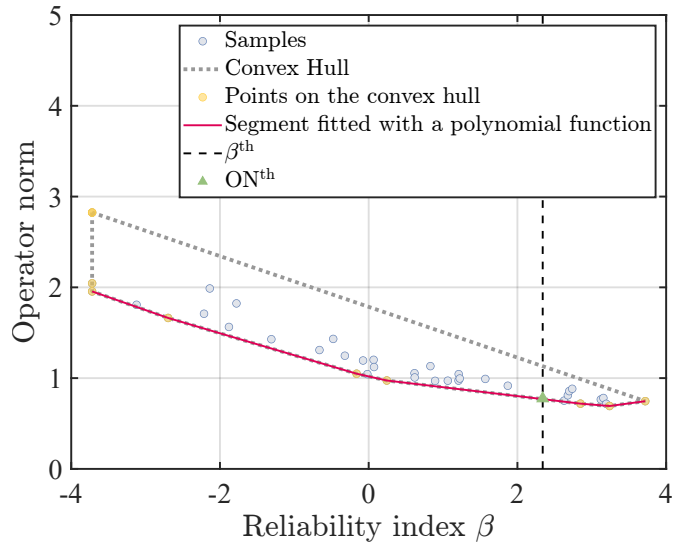 5
Samples
Convex Hull
Points on the convex hull
Segment fitted with a polynomial function
β^th
ON^th
4
3
2
1
0
Operator norm
-4
-2
0
2
4
Reliability index β